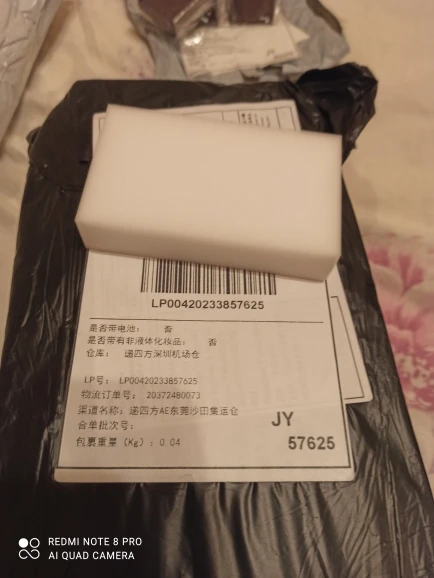 LP00420233857625
是否带电池： 否
是否带有非液体化妆品： 否
仓库： 递四方深圳机场仓
LP号： LP00420233857625
物流订单号： 20372480073
渠道名称：递四方AE东莞沙田集运仓
合单批次号：
JY
包裹重量（Kg）：0.04
57625
REDMI NOTE 8 PRO
AI QUAD CAMERA